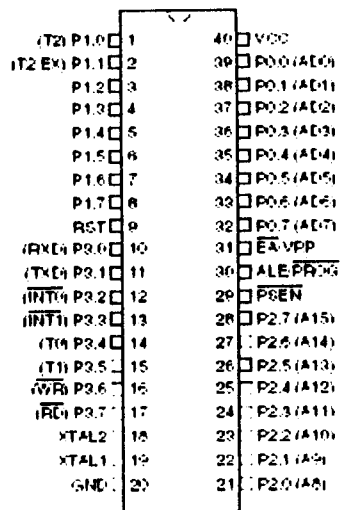 (T2) P1.0 1 40 VCC
(T2 EX) P1.1 2 39 P0.0 (AD0)
P1.2 3 38 P0.1 (AD1)
P1.3 4 37 P0.2 (AD2)
P1.4 5 36 P0.3 (AD3)
P1.5 6 35 P0.4 (AD4)
P1.6 7 34 P0.5 (AD5)
P1.7 8 33 P0.6 (AD6)
RST 9 32 P0.7 (AD7)
(RXD) P3.0 10 31 EA/VPP
(TXD) P3.1 11 30 ALE/PROG
(INT0) P3.2 12 29 PSEN
(INT1) P3.3 13 28 P2.7 (A15)
(T0) P3.4 14 27 P2.6 (A14)
(T1) P3.5 15 26 P2.5 (A13)
(WR) P3.6 16 25 P2.4 (A12)
(RD) P3.7 17 24 P2.3 (A11)
XTAL2 18 23 P2.2 (A10)
XTAL1 19 22 P2.1 (A9)
GND 20 21 P2.0 (A8)